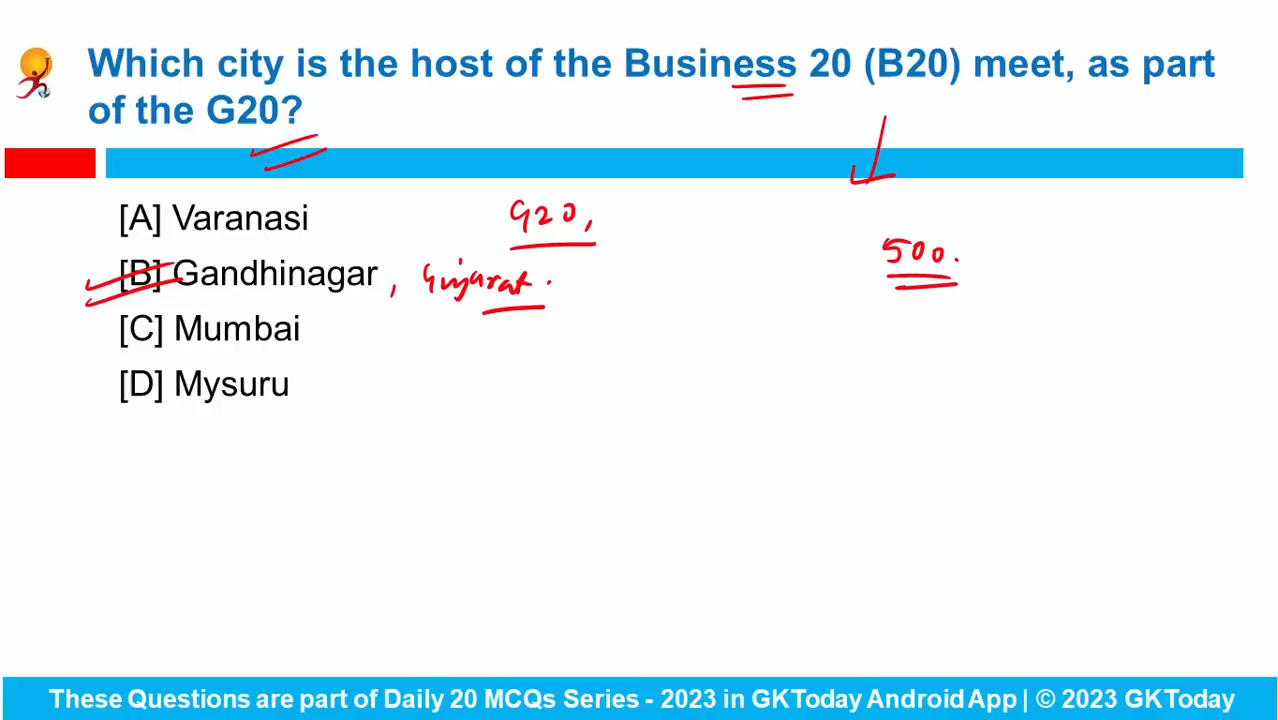 Which city is the host of the Business 20 (B20) meet, as part
of the G20?
[A] Varanasi
G20,
500.
[B] Gandhinagar , Gujarat.
[C] Mumbai
[D] Mysuru
These Questions are part of Daily 20 MCQs Series - 2023 in GKToday Android App | © 2023 GKToday